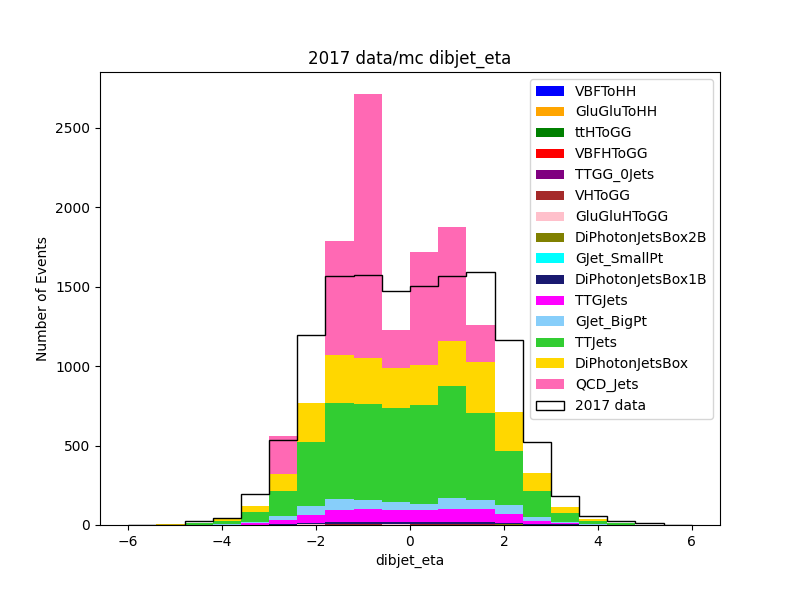 2017 data/mc dibjet_eta
Number of Events
2500
2000
1500
1000
500
0
−6
−4
−2
0
2
4
6
dibjet_eta
VBFToHH
GluGluToHH
ttHToGG
VBFHToGG
TTGG_0Jets
VHToGG
GluGluHToGG
DiPhotonJetsBox2B
GJet_SmallPt
DiPhotonJetsBox1B
TTGJets
GJet_BigPt
TTJets
DiPhotonJetsBox
QCD_Jets
2017 data